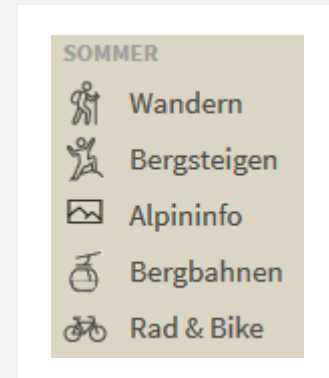 SOMMER
Wandern
Bergsteigen
Alpininfo
Bergbahnen
Rad & Bike